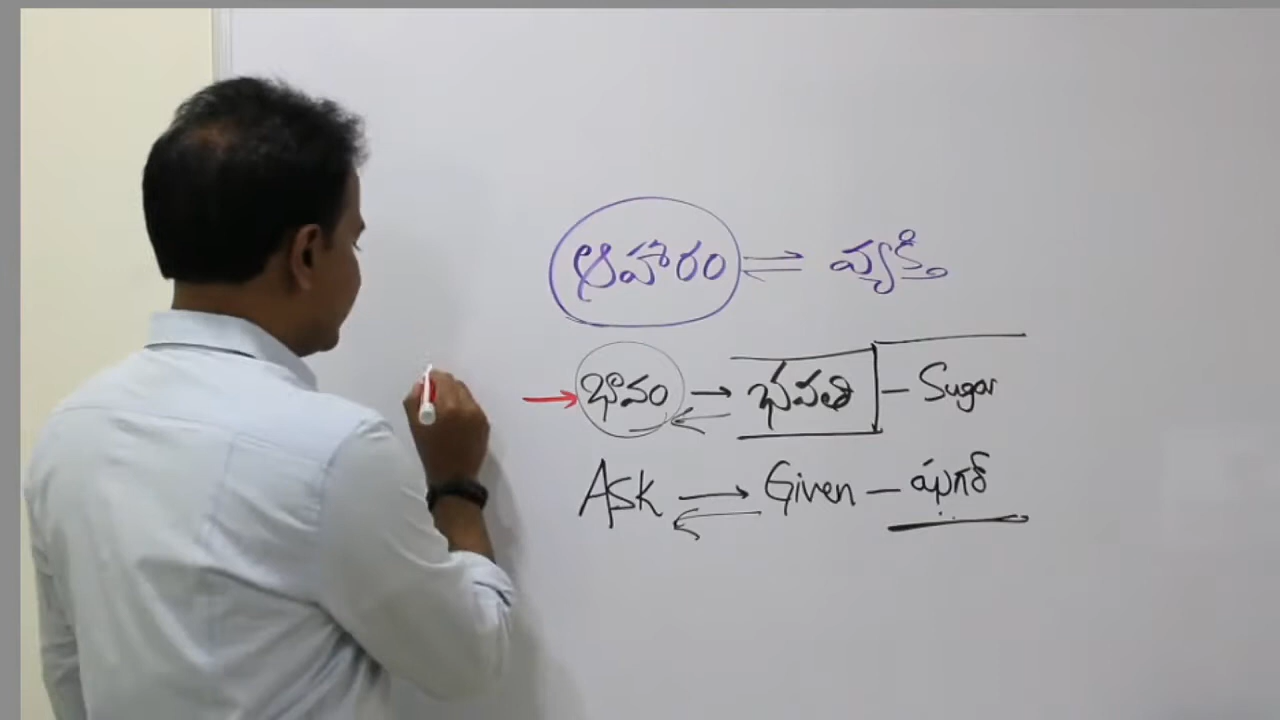 ఆహారం వ్యక్తి
భావం → భవతి - Sugar
Ask Given - షుగర్